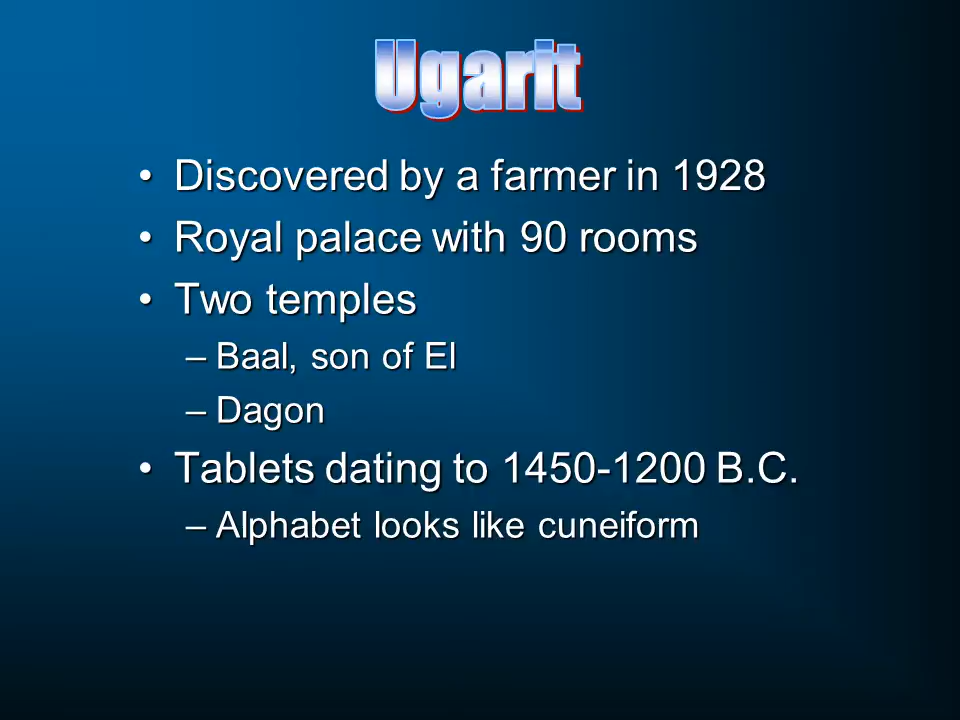 Ugarit
• Discovered by a farmer in 1928
• Royal palace with 90 rooms
• Two temples
– Baal, son of El
– Dagon
• Tablets dating to 1450-1200 B.C.
– Alphabet looks like cuneiform